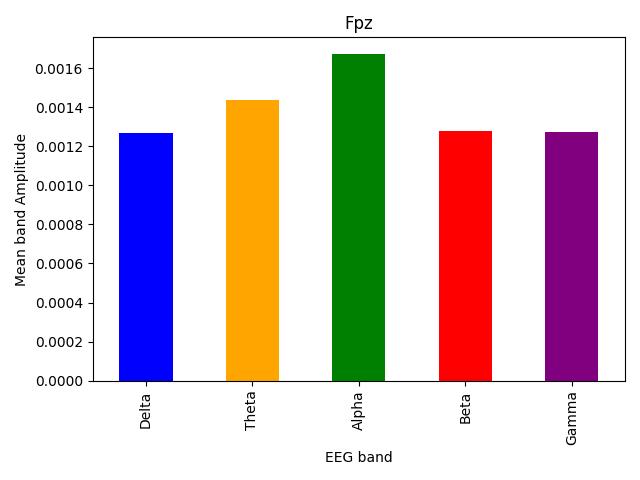 Fpz
Mean band Amplitude
0.0016
0.0014
0.0012
0.0010
0.0008
0.0006
0.0004
0.0002
0.0000
Delta
Theta
Alpha
Beta
Gamma
EEG band